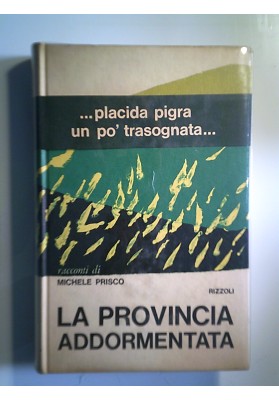 ...placida pigra
un po' trasognata...
racconti di
MICHELE PRISCO
RIZZOLI
LA PROVINCIA
ADDORMENTATA